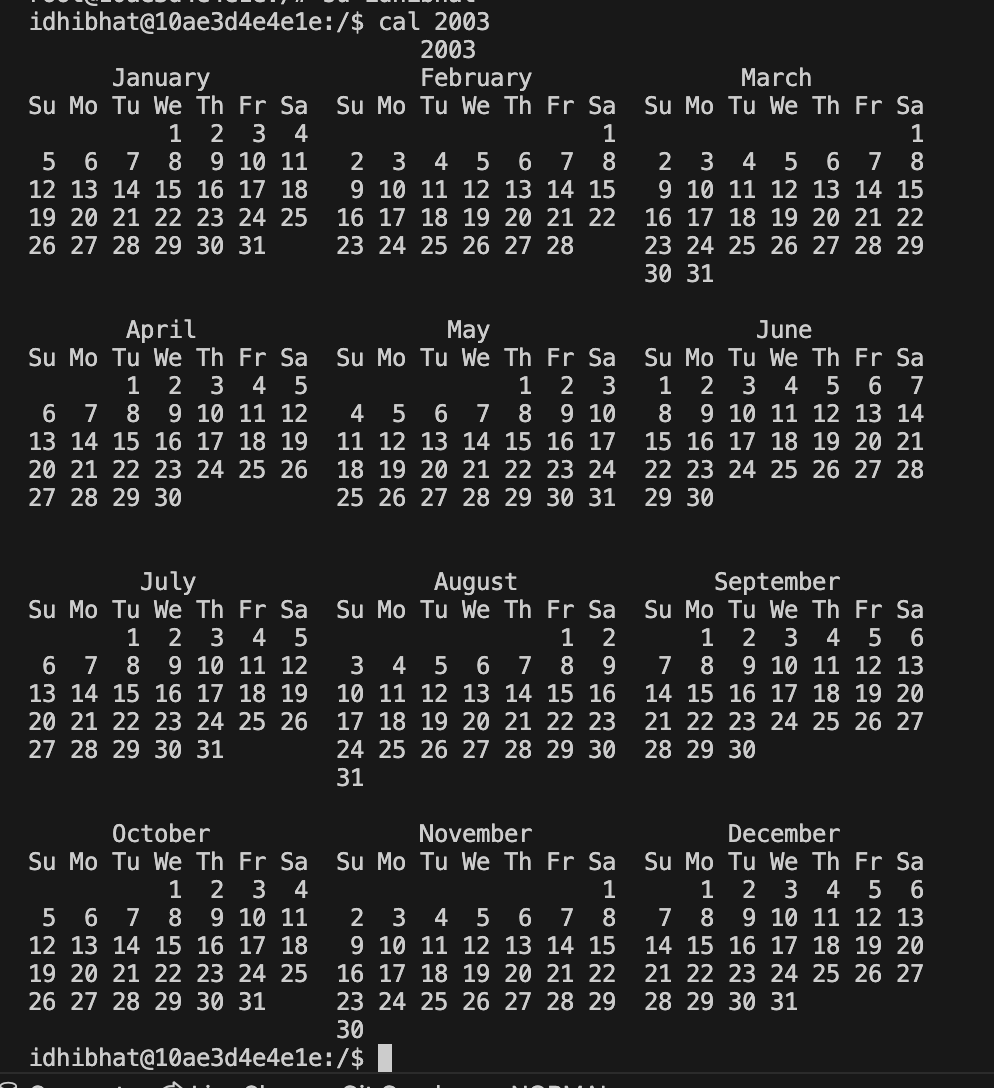 idhibhat@10ae3d4e4e1e:/$ cal 2003
                            2003
      January               February               March
Su Mo Tu We Th Fr Sa  Su Mo Tu We Th Fr Sa  Su Mo Tu We Th Fr Sa
          1  2  3  4                     1                     1
 5  6  7  8  9 10 11   2  3  4  5  6  7  8   2  3  4  5  6  7  8
12 13 14 15 16 17 18   9 10 11 12 13 14 15   9 10 11 12 13 14 15
19 20 21 22 23 24 25  16 17 18 19 20 21 22  16 17 18 19 20 21 22
26 27 28 29 30 31     23 24 25 26 27 28     23 24 25 26 27 28 29
                                            30 31
       April                  May                   June
Su Mo Tu We Th Fr Sa  Su Mo Tu We Th Fr Sa  Su Mo Tu We Th Fr Sa
       1  2  3  4  5               1  2  3   1  2  3  4  5  6  7
 6  7  8  9 10 11 12   4  5  6  7  8  9 10   8  9 10 11 12 13 14
13 14 15 16 17 18 19  11 12 13 14 15 16 17  15 16 17 18 19 20 21
20 21 22 23 24 25 26  18 19 20 21 22 23 24  22 23 24 25 26 27 28
27 28 29 30           25 26 27 28 29 30 31  29 30
        July                 August              September
Su Mo Tu We Th Fr Sa  Su Mo Tu We Th Fr Sa  Su Mo Tu We Th Fr Sa
       1  2  3  4  5                  1  2      1  2  3  4  5  6
 6  7  8  9 10 11 12   3  4  5  6  7  8  9   7  8  9 10 11 12 13
13 14 15 16 17 18 19  10 11 12 13 14 15 16  14 15 16 17 18 19 20
20 21 22 23 24 25 26  17 18 19 20 21 22 23  21 22 23 24 25 26 27
27 28 29 30 31        24 25 26 27 28 29 30  28 29 30
                      31
      October               November              December
Su Mo Tu We Th Fr Sa  Su Mo Tu We Th Fr Sa  Su Mo Tu We Th Fr Sa
          1  2  3  4                     1      1  2  3  4  5  6
 5  6  7  8  9 10 11   2  3  4  5  6  7  8   7  8  9 10 11 12 13
12 13 14 15 16 17 18   9 10 11 12 13 14 15  14 15 16 17 18 19 20
19 20 21 22 23 24 25  16 17 18 19 20 21 22  21 22 23 24 25 26 27
26 27 28 29 30 31     23 24 25 26 27 28 29  28 29 30 31
                      30
idhibhat@10ae3d4e4e1e:/$